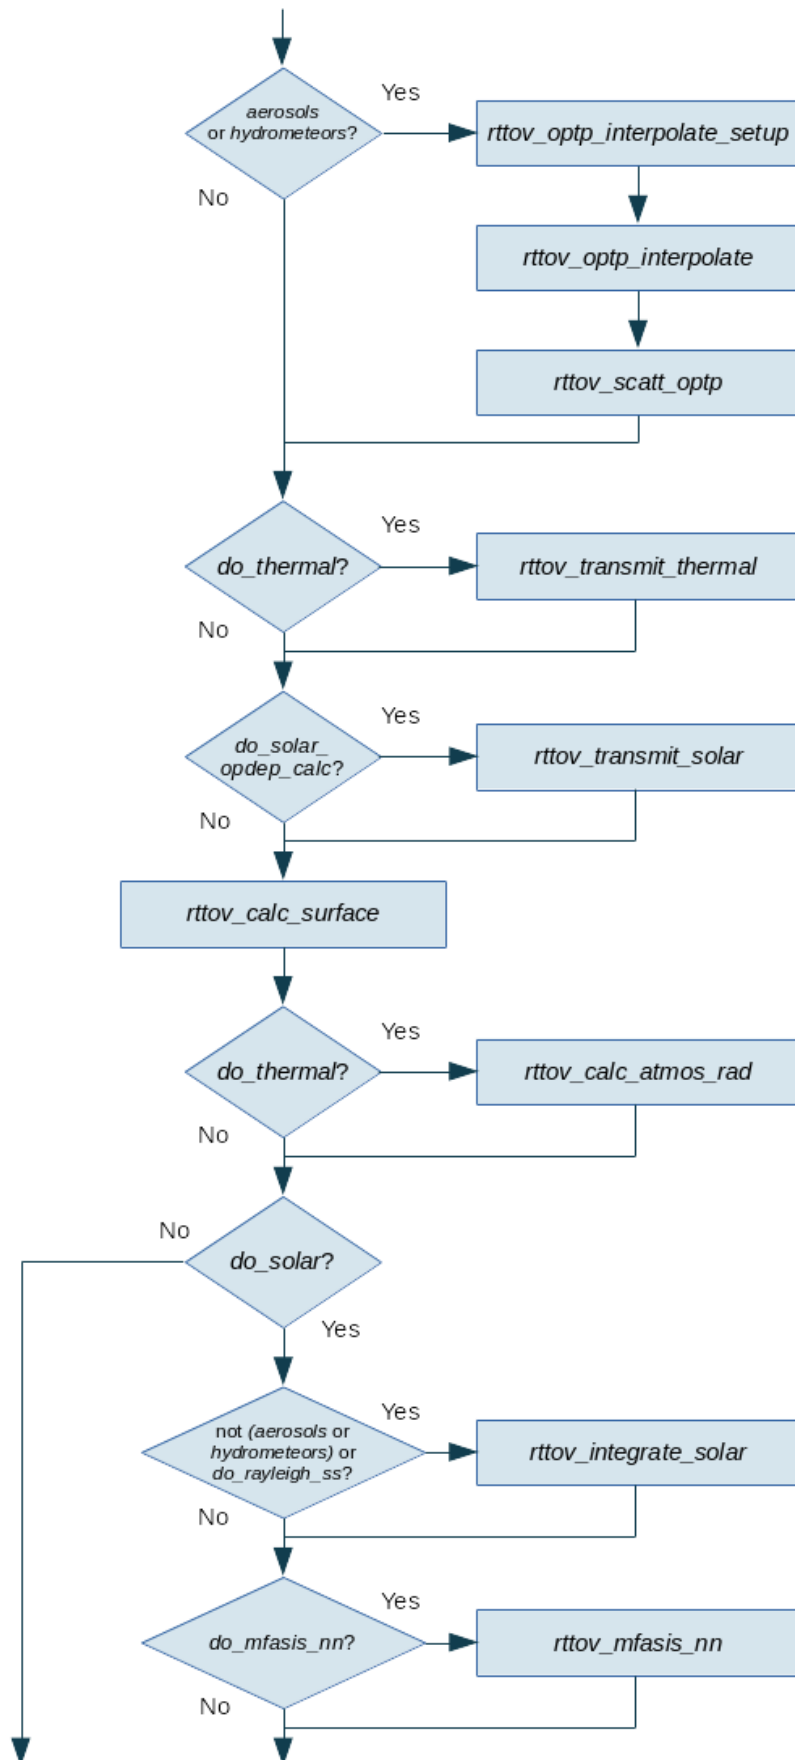 aerosols
or hydrometeors?
Yes
rttov_optp_interpolate_setup
No
rttov_optp_interpolate
rttov_scatt_optp
do_thermal?
Yes
rttov_transmit_thermal
No
do_solar_
opdep_calc?
Yes
rttov_transmit_solar
No
rttov_calc_surface
do_thermal?
Yes
rttov_calc_atmos_rad
No
No
do_solar?
Yes
not (aerosols or
hydrometeors) or
do_rayleigh_ss?
Yes
rttov_integrate_solar
No
do_mfasis_nn?
Yes
rttov_mfasis_nn
No